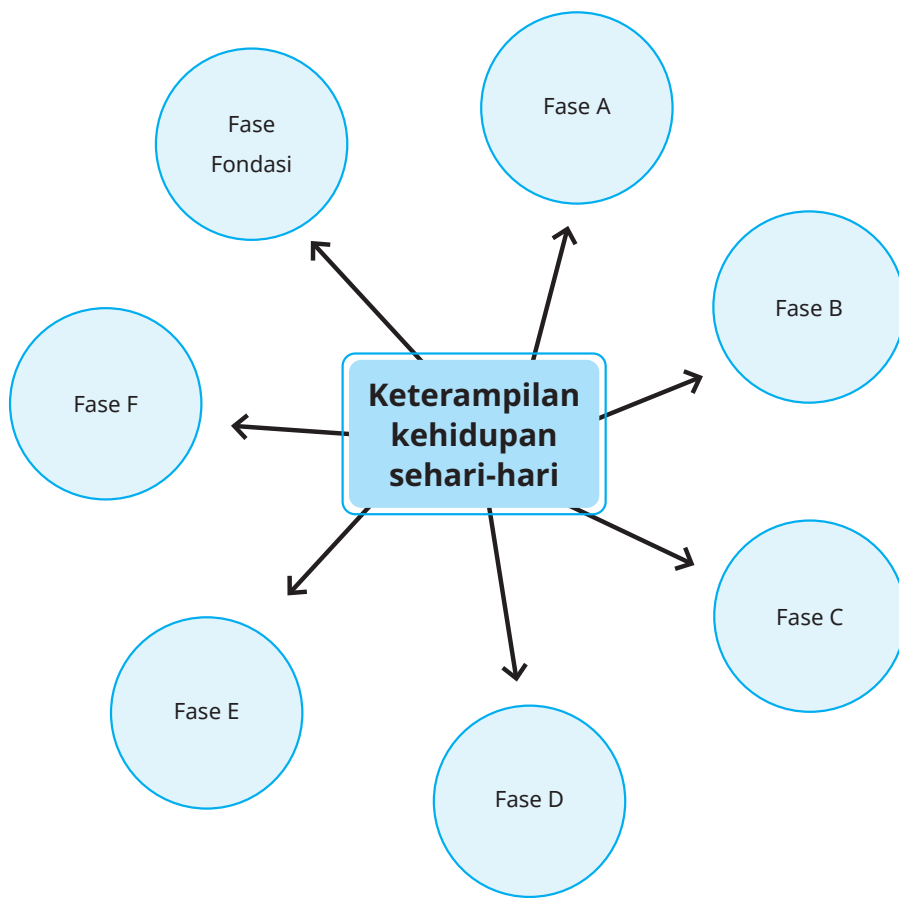 Fase
Fondasi
Fase A
Fase B
Fase F
Keterampilan
kehidupan
sehari-hari
Fase C
Fase E
Fase D